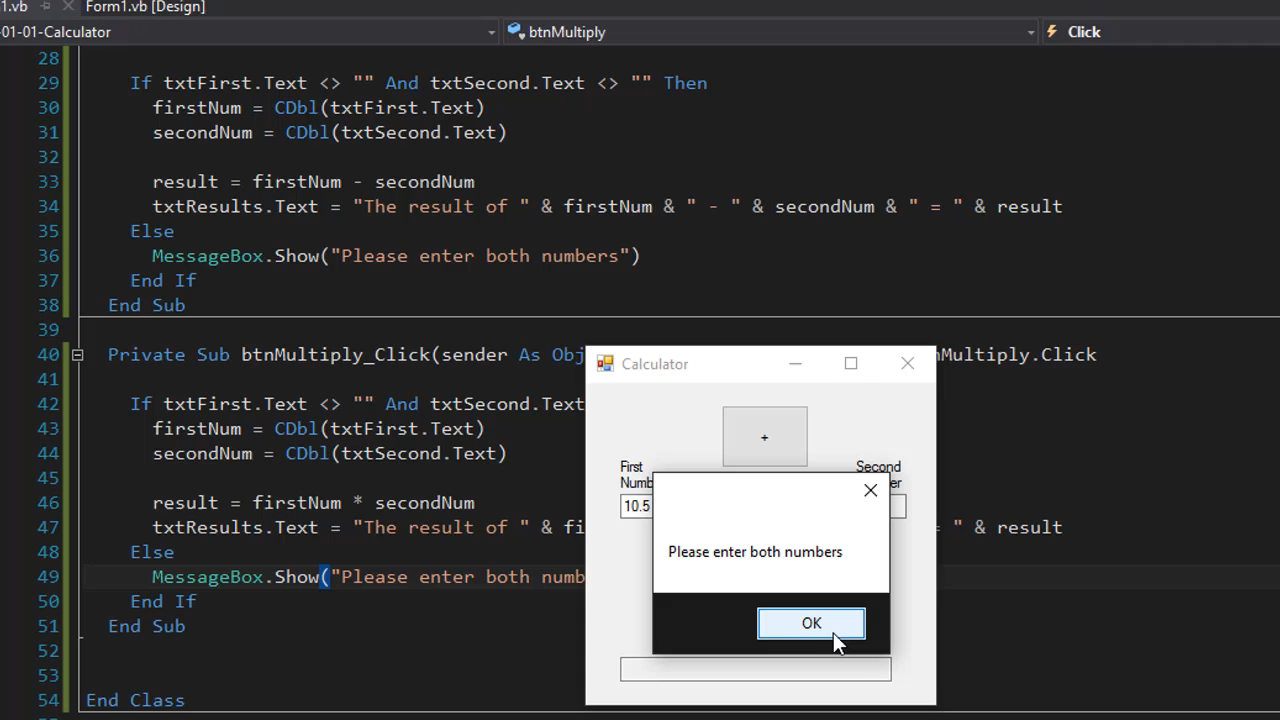 1.vb Form1.vb [Design]
-01-01-Calculator btnMultiply Click
28
29 If txtFirst.Text <> "" And txtSecond.Text <> "" Then
30 firstNum = CDbl(txtFirst.Text)
31 secondNum = CDbl(txtSecond.Text)
32
33 result = firstNum - secondNum
34 txtResults.Text = "The result of " & firstNum & " - " & secondNum & " = " & result
35 Else
36 MessageBox.Show("Please enter both numbers")
37 End If
38 End Sub
39
40 Private Sub btnMultiply_Click(sender As Obj nMultiply.Click
41
42 If txtFirst.Text <> "" And txtSecond.Text
43 firstNum = CDbl(txtFirst.Text)
44 secondNum = CDbl(txtSecond.Text)
45
46 result = firstNum * secondNum
47 txtResults.Text = "The result of " & fi = " & result
48 Else
49 MessageBox.Show("Please enter both numb
50 End If
51 End Sub
52
53
54 End Class
Calculator
+
First
Numb
10.5
Second
er
Please enter both numbers
OK